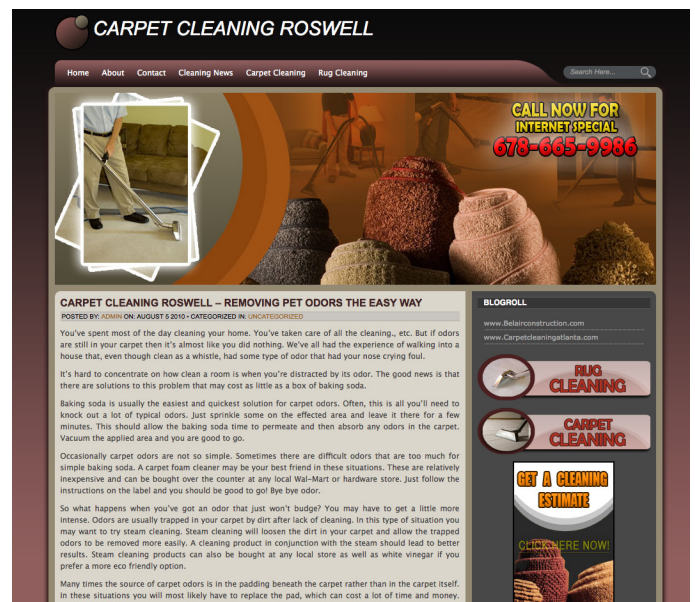 CARPET CLEANING ROSWELL
Home About Contact Cleaning News Carpet Cleaning Rug Cleaning
Search Here...
CALL NOW FOR
INTERNET SPECIAL
678-665-9986
CARPET CLEANING ROSWELL – REMOVING PET ODORS THE EASY WAY
POSTED BY: ADMIN ON: AUGUST 5 2010 • CATEGORIZED IN: UNCATEGORIZED
You've spent most of the day cleaning your home. You've taken care of all the cleaning., etc. But if odors
are still in your carpet then it's almost like you did nothing. We've all had the experience of walking into a
house that, even though clean as a whistle, had some type of odor that had your nose crying foul.
It's hard to concentrate on how clean a room is when you're distracted by its odor. The good news is that
there are solutions to this problem that may cost as little as a box of baking soda.
Baking soda is usually the easiest and quickest solution for carpet odors. Often, this is all you'll need to
knock out a lot of typical odors. Just sprinkle some on the effected area and leave it there for a few
minutes. This should allow the baking soda time to permeate and then absorb any odors in the carpet.
Vacuum the applied area and you are good to go.
Occasionally carpet odors are not so simple. Sometimes there are difficult odors that are too much for
simple baking soda. A carpet foam cleaner may be your best friend in these situations. These are relatively
inexpensive and can be bought over the counter at any local Wal-Mart or hardware store. Just follow the
instructions on the label and you should be good to go! Bye bye odor.
So what happens when you've got an odor that just won't budge? You may have to get a little more
intense. Odors are usually trapped in your carpet by dirt after lack of cleaning. In this type of situation you
may want to try steam cleaning. Steam cleaning will loosen the dirt in your carpet and allow the trapped
odors to be removed more easily. A cleaning product in conjunction with the steam should lead to better
results. Steam cleaning products can also be bought at any local store as well as white vinegar if you
prefer a more eco friendly option.
Many times the source of carpet odors is in the padding beneath the carpet rather than in the carpet itself.
In these situations you will most likely have to replace the pad, which can cost a lot of time and money.
BLOGROLL
www.Belairconstruction.com
www.Carpetcleaningatlanta.com
RUG
CLEANING
CARPET
CLEANING
GET A CLEANING
ESTIMATE
CLICK HERE NOW!